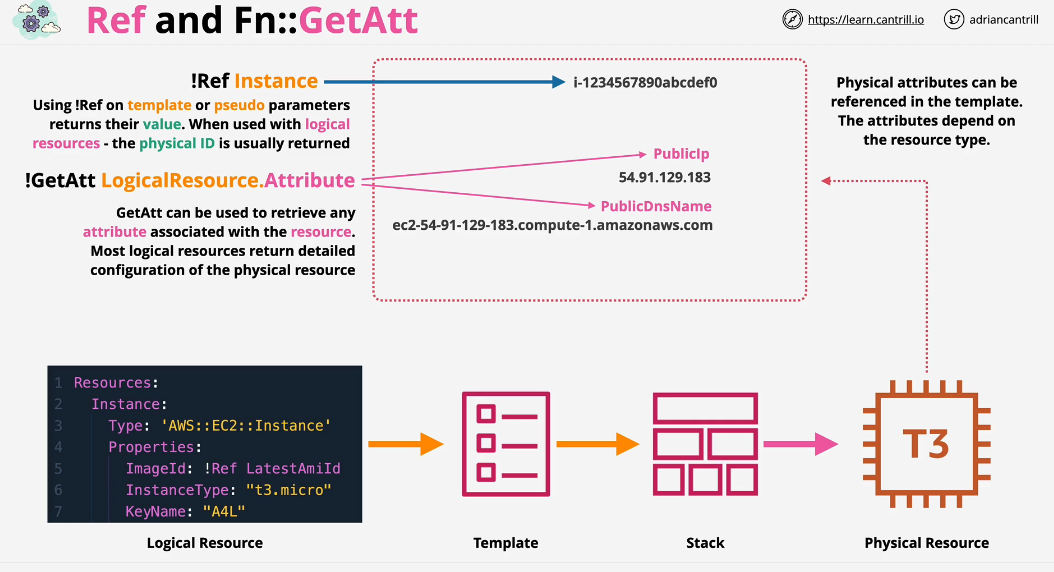 Ref and Fn::GetAtt
https://learn.cantrill.io
adriancantrill
!Ref Instance
i-1234567890abcdef0
Using !Ref on template or pseudo parameters
returns their value. When used with logical
resources - the physical ID is usually returned
Physical attributes can be
referenced in the template.
The attributes depend on
the resource type.
!GetAtt LogicalResource.Attribute
PublicIp
54.91.129.183
PublicDnsName
ec2-54-91-129-183.compute-1.amazonaws.com
GetAtt can be used to retrieve any
attribute associated with the resource.
Most logical resources return detailed
configuration of the physical resource
1 Resources:
2   Instance:
3     Type: 'AWS::EC2::Instance'
4     Properties:
5       ImageId: !Ref LatestAmiId
6       InstanceType: "t3.micro"
7       KeyName: "A4L"
T3
Logical Resource
Template
Stack
Physical Resource